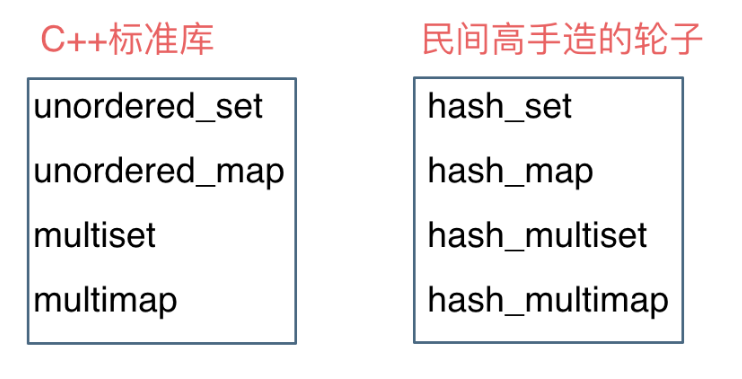 C++标准库
unordered_set
unordered_map
multiset
multimap
民间高手造的轮子
hash_set
hash_map
hash_multiset
hash_multimap